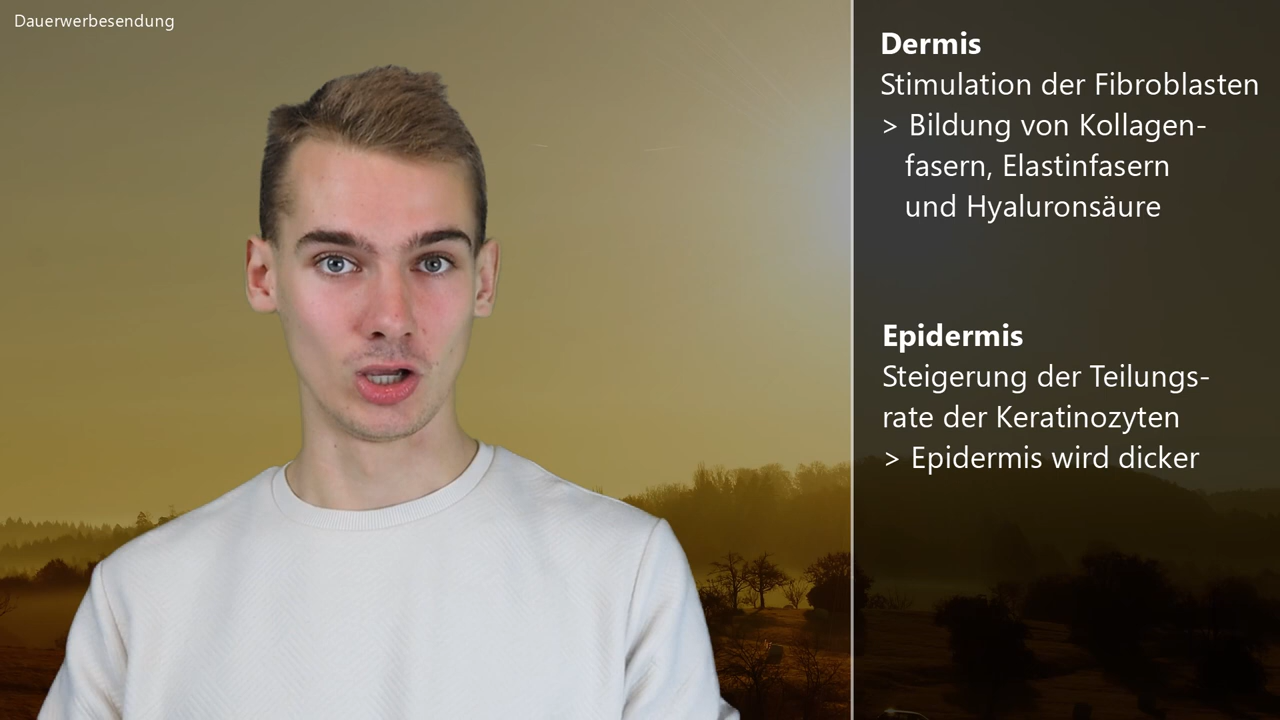 Dauerwerbesendung
Dermis
Stimulation der Fibroblasten
> Bildung von Kollagen-
fasern, Elastinfasern
und Hyaluronsäure
Epidermis
Steigerung der Teilungs-
rate der Keratinozyten
> Epidermis wird dicker